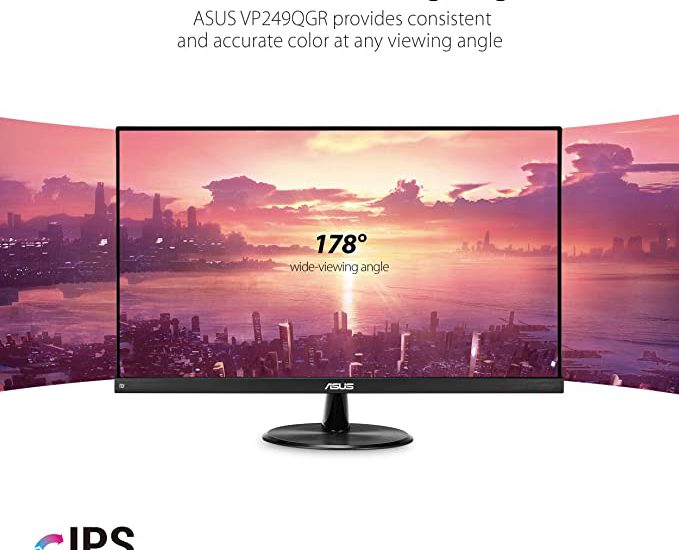 ASUS VP249QGR provides consistent
and accurate color at any viewing angle
178°
wide-viewing angle
ASUS
IPS